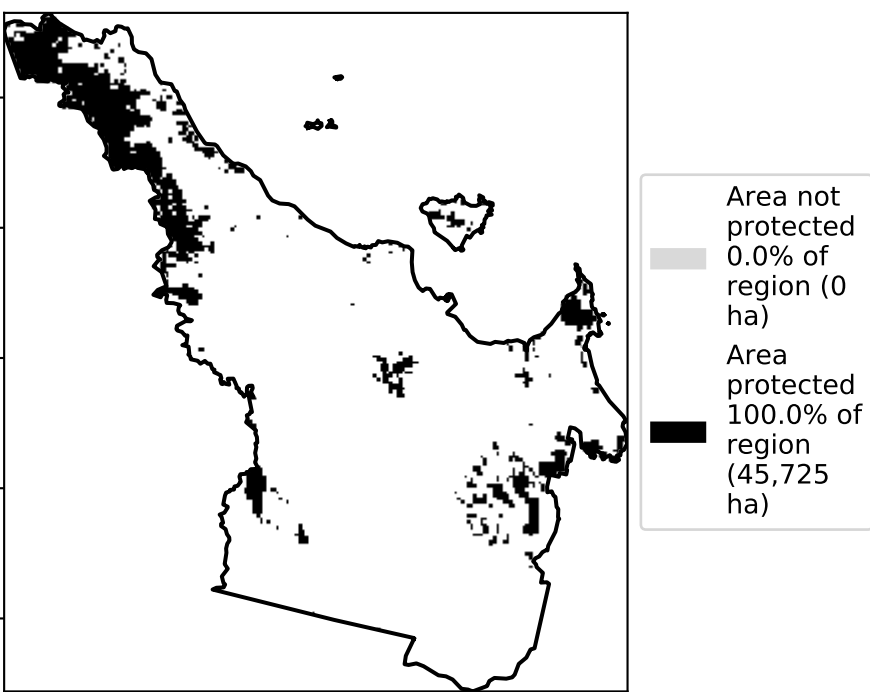 Area not
protected
0.0% of
region (0
ha)
Area
protected
100.0% of
region
(45,725
ha)